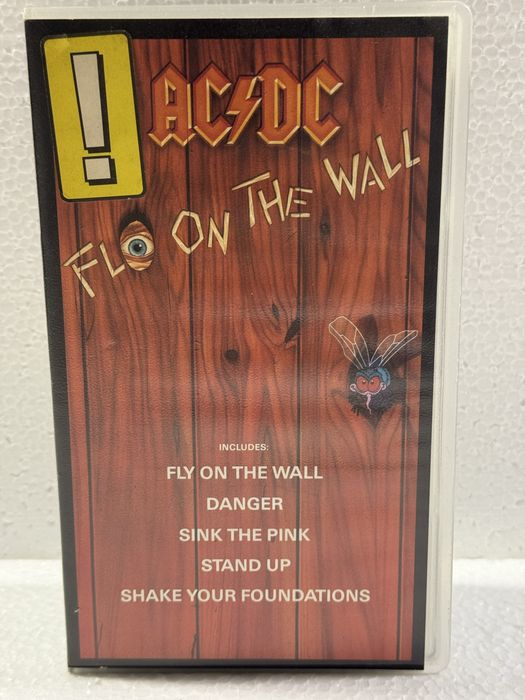 !
AC/DC
FLY ON THE WALL
INCLUDES:
FLY ON THE WALL
DANGER
SINK THE PINK
STAND UP
SHAKE YOUR FOUNDATIONS